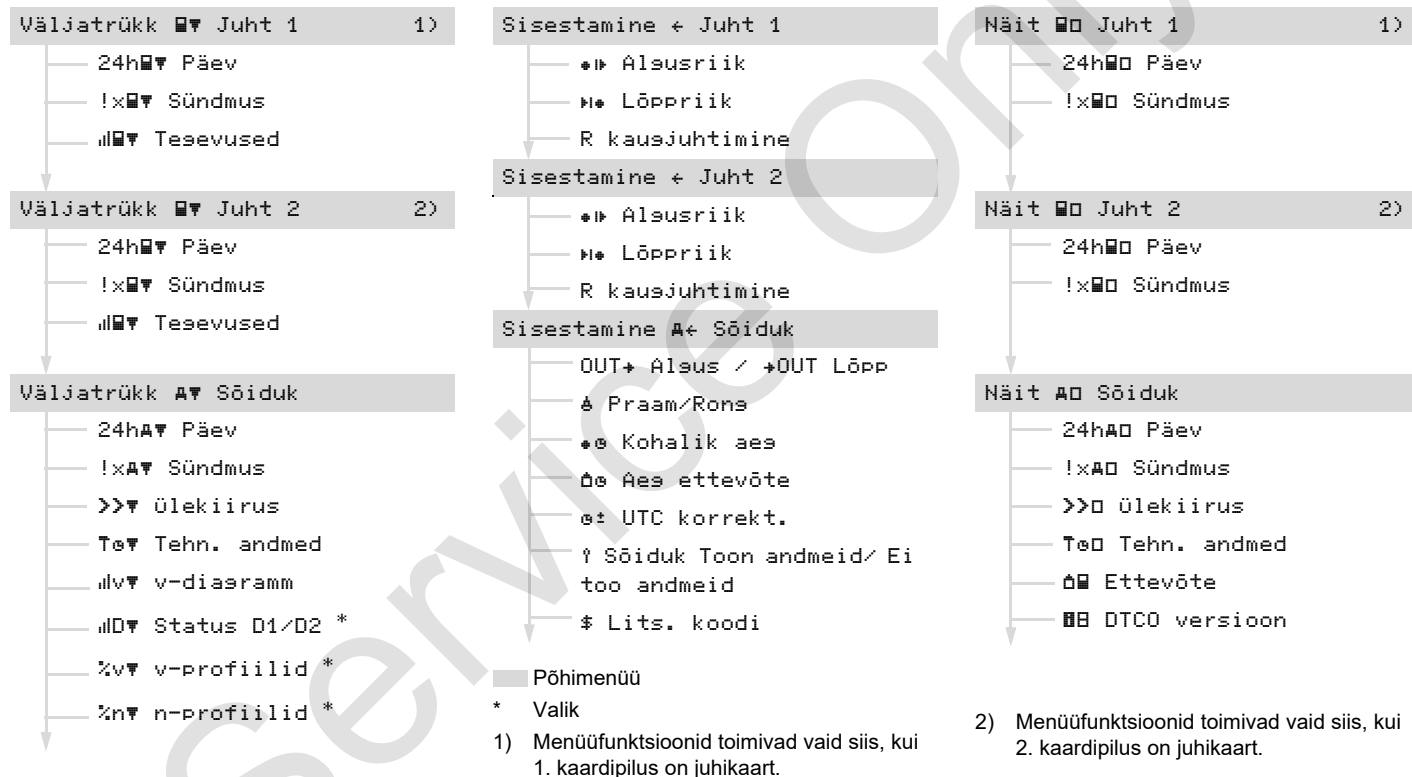 Väljatrükk Juht 1 1)
24h Päev
!x Sündmus
Tegevused
Väljatrükk Juht 2 2)
24h Päev
!x Sündmus
Tegevused
Väljatrükk Sõiduk
24h Päev
!x Sündmus
>>▼ Ülekiirus
T▼ Tehn. andmed
v▼ v-diagramm
D▼ Status D1/D2 *
%v▼ v-profiilid *
%n▼ n-profiilid *
Sisestamine ← Juht 1
Algusriik
Lõppriik
R kaugjuhtimine
Sisestamine ← Juht 2
Algusriik
Lõppriik
R kaugjuhtimine
Sisestamine ← Sõiduk
OUT→ Algus / →OUT Lõpp
Praam/Rong
Kohalik aeg
Aeg ettevõte
UTC korrekt.
Sõiduk Toon andmeid/ Ei
too andmeid
$ Lits. koodi
Põhimenüü
* Valik
1) Menüüfunktsioonid toimivad vaid siis, kui
1. kaardipilus on juhikaart.
Näit Juht 1 1)
24h Päev
!x Sündmus
Näit Juht 2 2)
24h Päev
!x Sündmus
Näit Sõiduk
24h Päev
!x Sündmus
>> Ülekiirus
T Tehn. andmed
Ettevõte
DTCO versioon
2) Menüüfunktsioonid toimivad vaid siis, kui
2. kaardipilus on juhikaart.
Service Only